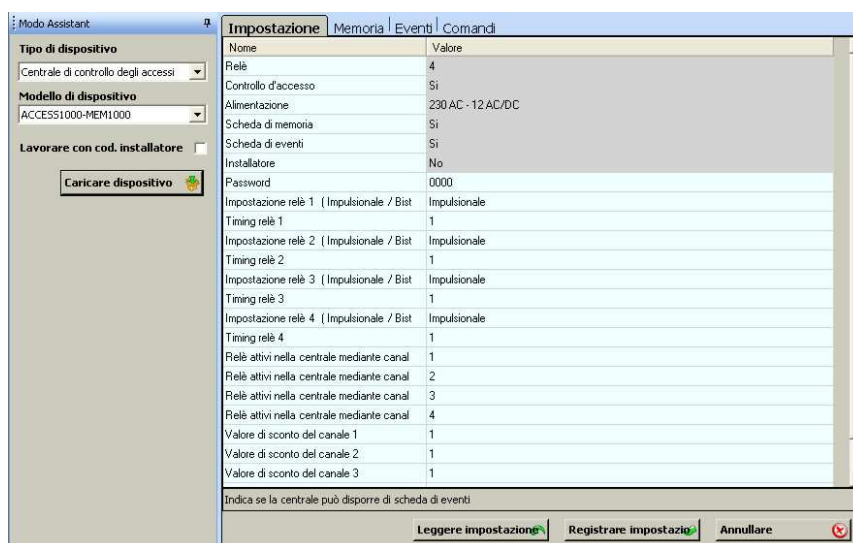 Modo Assistant
Tipo di dispositivo
Centrale di controllo degli accessi
Modello di dispositivo
ACCESS1000-MEM1000
Lavorare con cod. installatore
Caricare dispositivo
Impostazione Memoria Eventi Comandi
Nome Valore
Relè 4
Controllo d'accesso Si
Alimentazione 230 AC - 12 AC/DC
Scheda di memoria Si
Scheda di eventi Si
Installatore No
Password 0000
Impostazione relè 1 ( Impulsionale / Bist Impulsionale
Timing relè 1 1
Impostazione relè 2 ( Impulsionale / Bist Impulsionale
Timing relè 2 1
Impostazione relè 3 ( Impulsionale / Bist Impulsionale
Timing relè 3 1
Impostazione relè 4 ( Impulsionale / Bist Impulsionale
Timing relè 4 1
Relè attivi nella centrale mediante canal 1
Relè attivi nella centrale mediante canal 2
Relè attivi nella centrale mediante canal 3
Relè attivi nella centrale mediante canal 4
Valore di sconto del canale 1 1
Valore di sconto del canale 2 1
Valore di sconto del canale 3 1
Indica se la centrale può disporre di scheda di eventi
Leggere impostazione Registrare impostazio Annullare